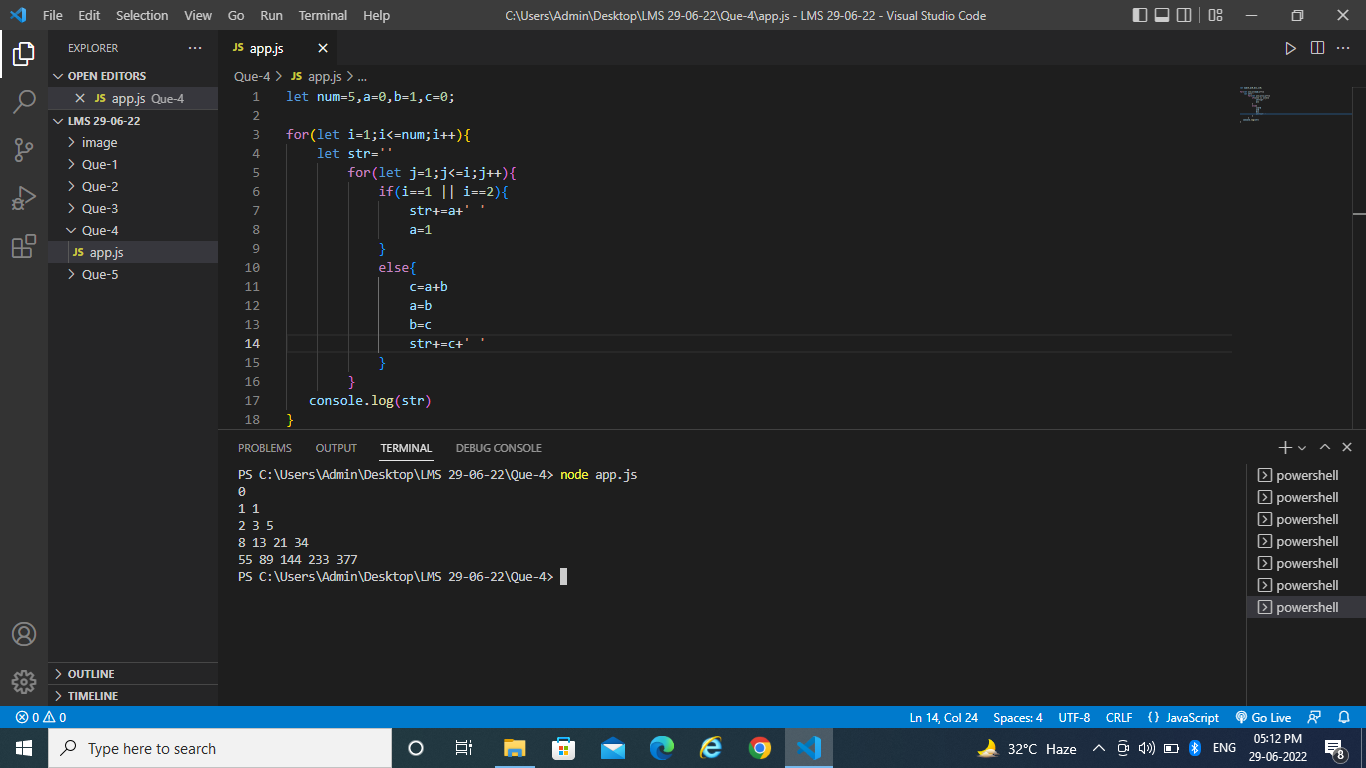 File Edit Selection View Go Run Terminal Help C:\Users\Admin\Desktop\LMS 29-06-22\Que-4\app.js - LMS 29-06-22 - Visual Studio Code
EXPLORER ...
OPEN EDITORS
JS app.js Que-4
LMS 29-06-22
image
Que-1
Que-2
Que-3
Que-4
JS app.js
Que-5
OUTLINE
TIMELINE
JS app.js
Que-4 > JS app.js > ...
1 let num=5,a=0,b=1,c=0;
2
3 for(let i=1;i<=num;i++){
4     let str=''
5         for(let j=1;j<=i;j++){
6             if(i==1 || i==2){
7                 str+=a+' '
8                 a=1
9             }
10             else{
11                 c=a+b
12                 a=b
13                 b=c
14                 str+=c+' '
15             }
16         }
17    console.log(str)
18 }
PROBLEMS OUTPUT TERMINAL DEBUG CONSOLE
PS C:\Users\Admin\Desktop\LMS 29-06-22\Que-4> node app.js
0
1 1
2 3 5
8 13 21 34
55 89 144 233 377
PS C:\Users\Admin\Desktop\LMS 29-06-22\Que-4>
powershell
powershell
powershell
powershell
powershell
powershell
powershell
0 0 Ln 14, Col 24 Spaces: 4 UTF-8 CRLF {} JavaScript Go Live
Type here to search 32°C Haze ENG 05:12 PM
29-06-2022 8